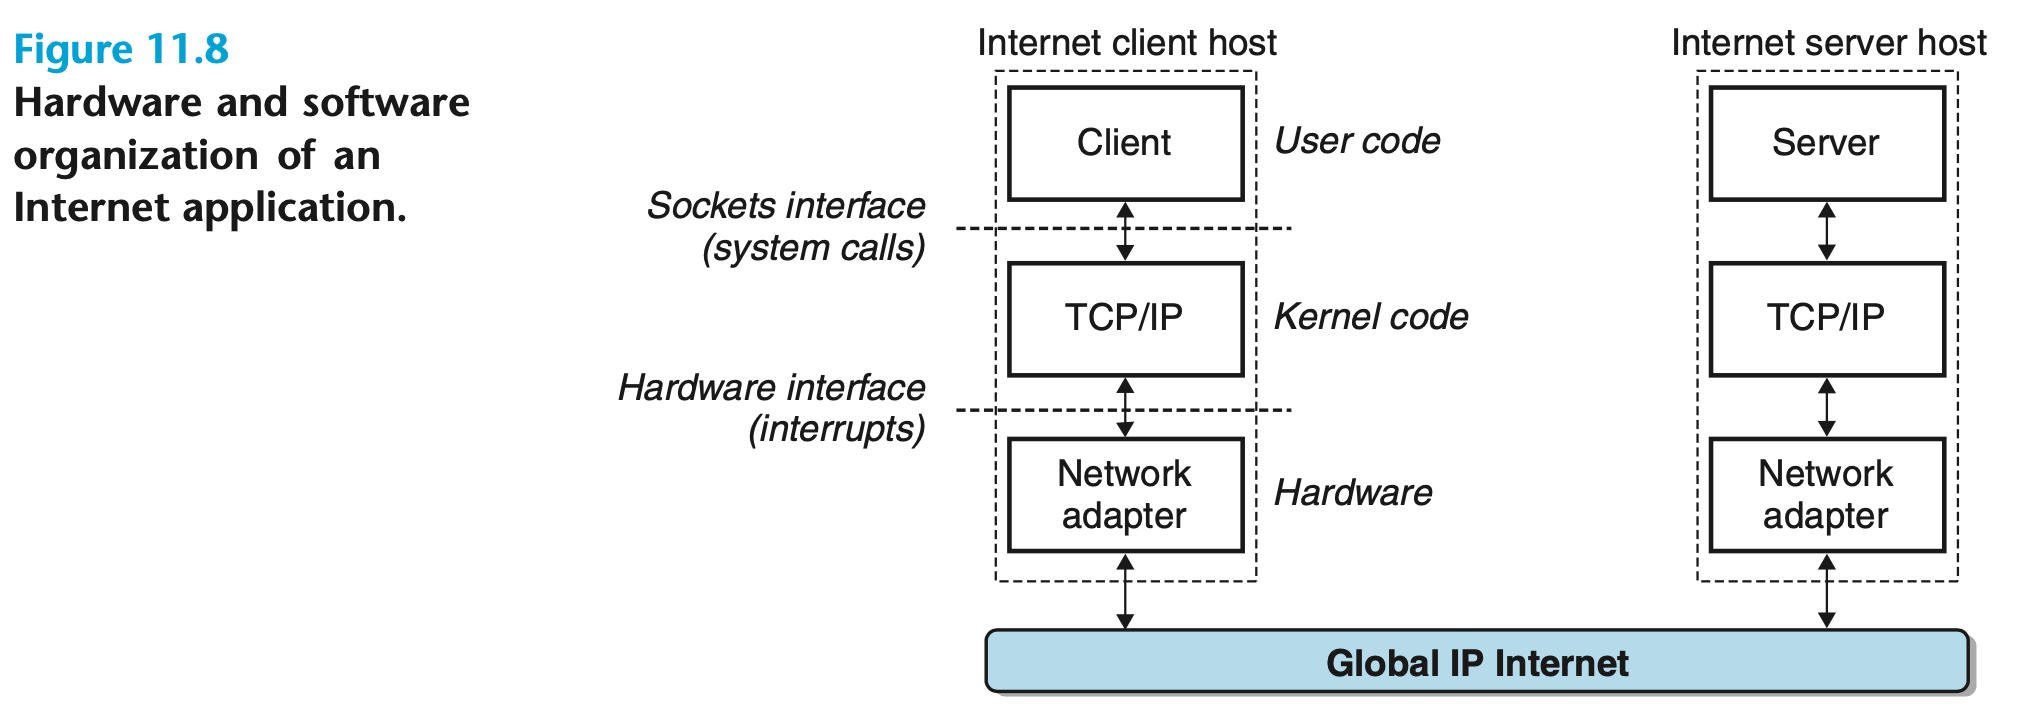 Figure 11.8
Hardware and software
organization of an
Internet application.
Internet client host
Internet server host
Client
User code
Server
Sockets interface
(system calls)
TCP/IP
Kernel code
TCP/IP
Hardware interface
(interrupts)
Network
adapter
Hardware
Network
adapter
Global IP Internet